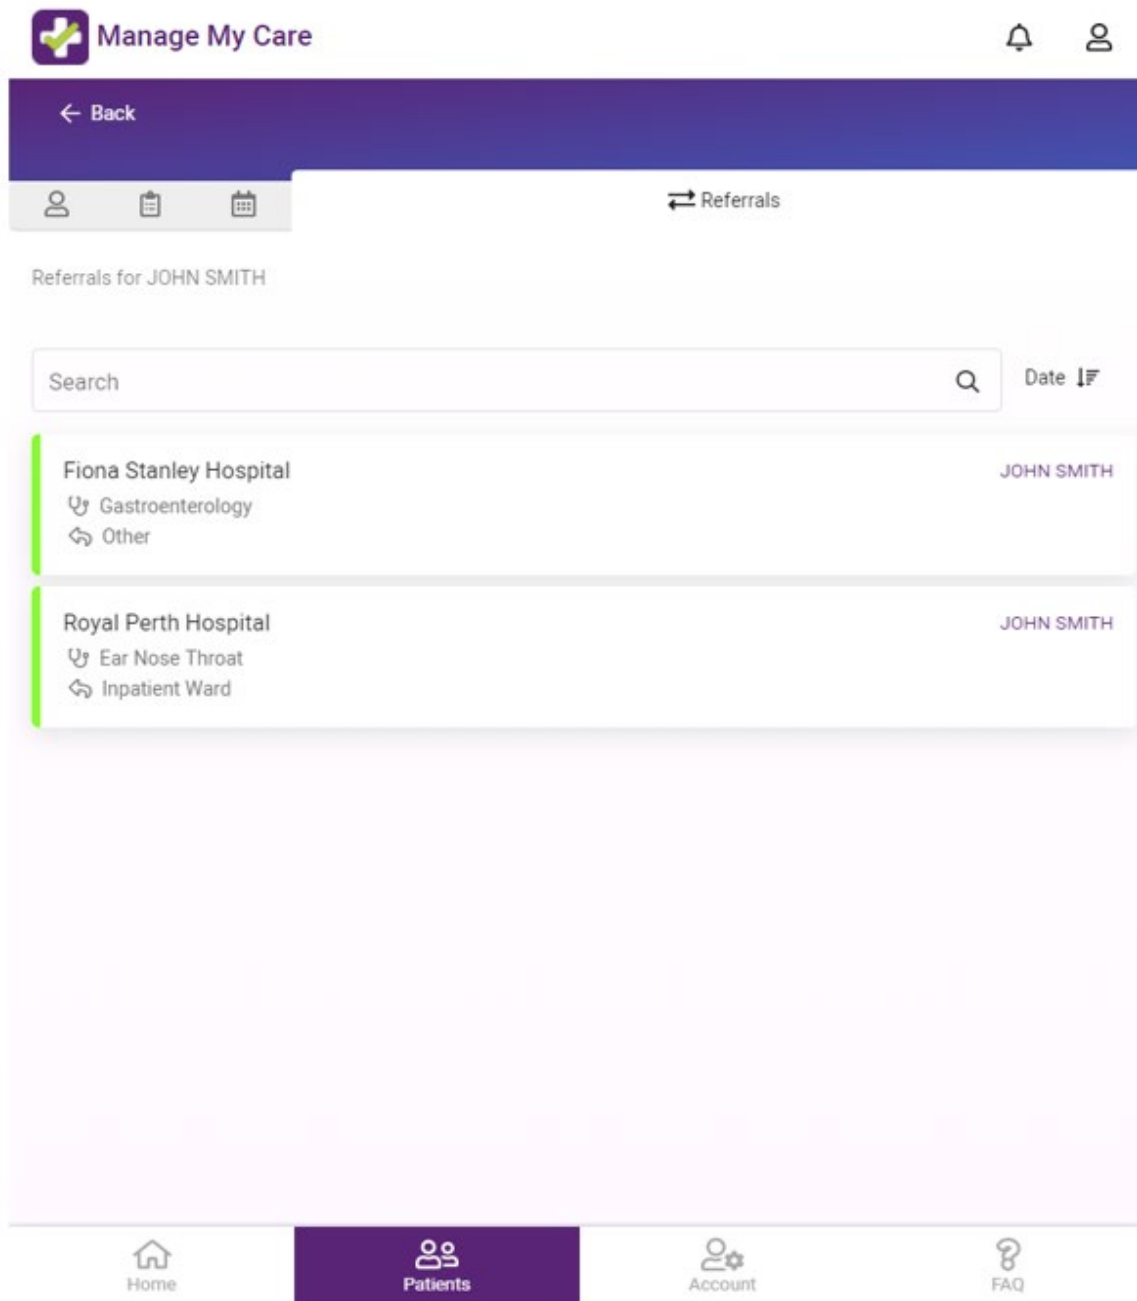 Manage My Care
Back
Referrals
Referrals for JOHN SMITH
Search
Date
Fiona Stanley Hospital JOHN SMITH
Gastroenterology
Other
Royal Perth Hospital JOHN SMITH
Ear Nose Throat
Inpatient Ward
Home Patients Account FAQ